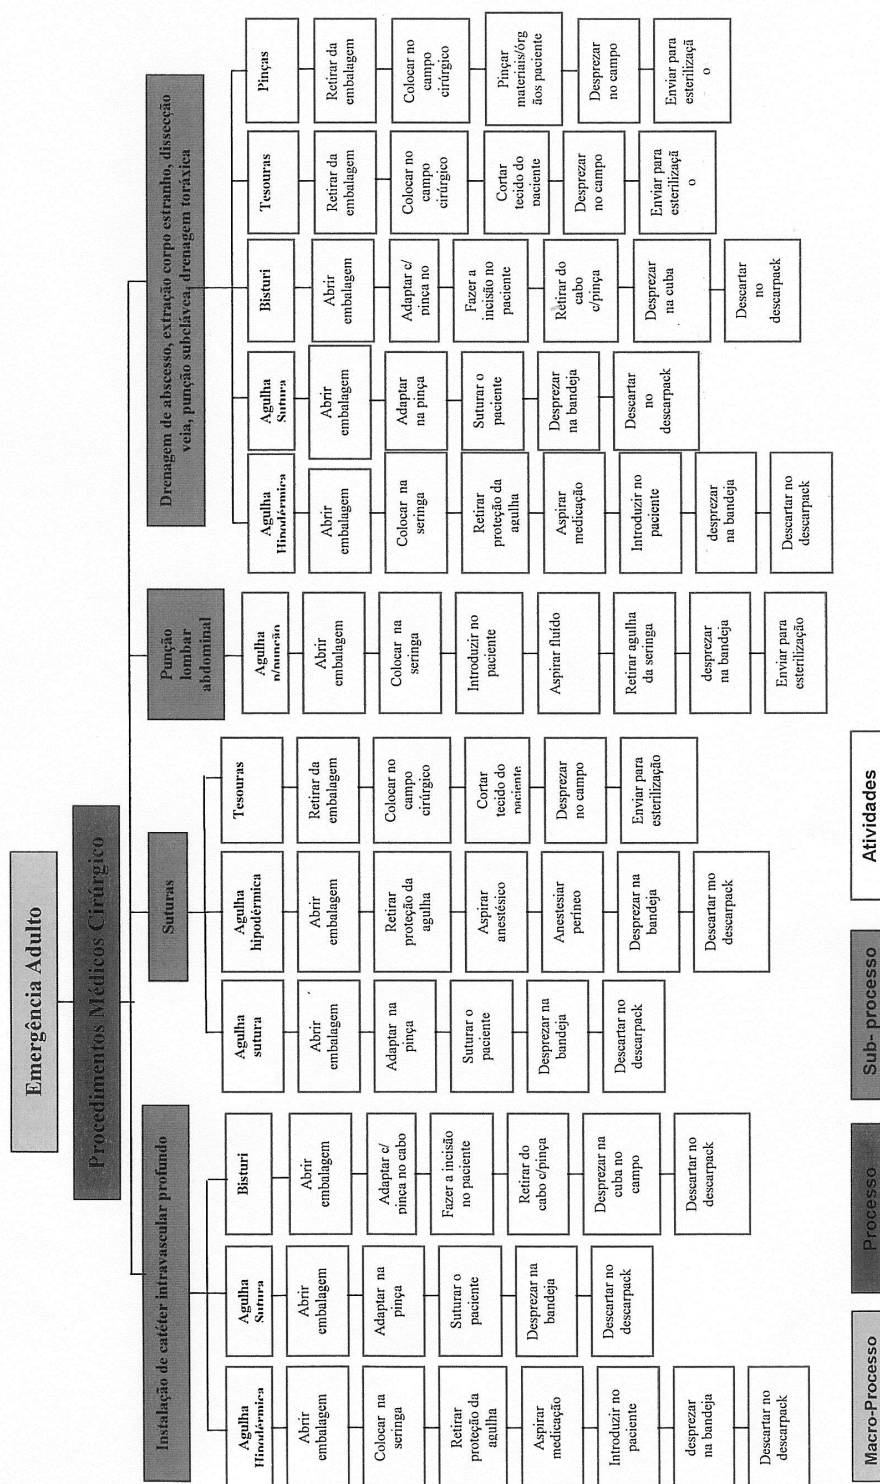 Emergência Adulto
Procedimentos Médicos Cirúrgico
Instalação de catéter intravascular profundo
Agulha
Hipodérmica
Abrir
embalagem
Colocar na
seringa
Retirar
proteção da
agulha
Aspirar
medicação
Introduzir no
paciente
desprezar
na bandeja
Descartar no
descarpack
Agulha
Sutura
Abrir
embalagem
Adaptar na
pinça
Suturar o
paciente
Desprezar na
bandeja
Descartar no
descarpack
Bisturi
Abrir
embalagem
Adaptar c/
pinça no cabo
Fazer a incisão
no paciente
Retirar do
cabo c/pinça
Desprezar na
cuba no
campo
Descartar no
descarpack
Suturas
Agulha
sutura
Abrir
embalagem
Adaptar na
pinça
Suturar o
paciente
Desprezar na
bandeja
Descartar no
descarpack
Agulha
hipodérmica
Abrir
embalagem
Retirar
proteção da
agulha
Aspirar
anestésico
Anestesiar
períneo
Desprezar na
bandeja
Descartar mo
descarpack
Tesouras
Retirar da
embalagem
Colocar no
campo
cirúrgico
Cortar
tecido do
paciente
Desprezar
no campo
Enviar para
esterilização
Punção
lombar
abdominal
Agulha
p/punção
Abrir
embalagem
Colocar na
seringa
Introduzir no
paciente
Aspirar fluído
Retirar agulha
da seringa
desprezar
na bandeja
Enviar para
esterilização
Drenagem de abscesso, extração corpo estranho, dissecção
veia, punção subclávea, drenagem toráxica
Agulha
Hipodérmica
Abrir
embalagem
Colocar na
seringa
Retirar
proteção da
agulha
Aspirar
medicação
Introduzir no
paciente
desprezar
na bandeja
Descartar no
descarpack
Agulha
Sutura
Abrir
embalagem
Adaptar
na pinça
Suturar o
paciente
Desprezar
na bandeja
Descartar
no
descarpack
Bisturi
Abrir
embalagem
Adaptar c/
pinça no
Fazer a
incisão no
paciente
Retirar do
cabo
c/pinça
Desprezar
na cuba
Descartar
no
descarpack
Tesouras
Retirar da
embalagem
Colocar no
campo
cirúrgico
Cortar
tecido do
paciente
Desprezar
no campo
Enviar para
esterilizaçã
o
Pinças
Retirar da
embalagem
Colocar no
campo
cirúrgico
Pinçar
materiais/órg
ãos paciente
Desprezar
no campo
Enviar para
esterilizaçã
o
Macro-Processo
Processo
Sub- processo
Atividades